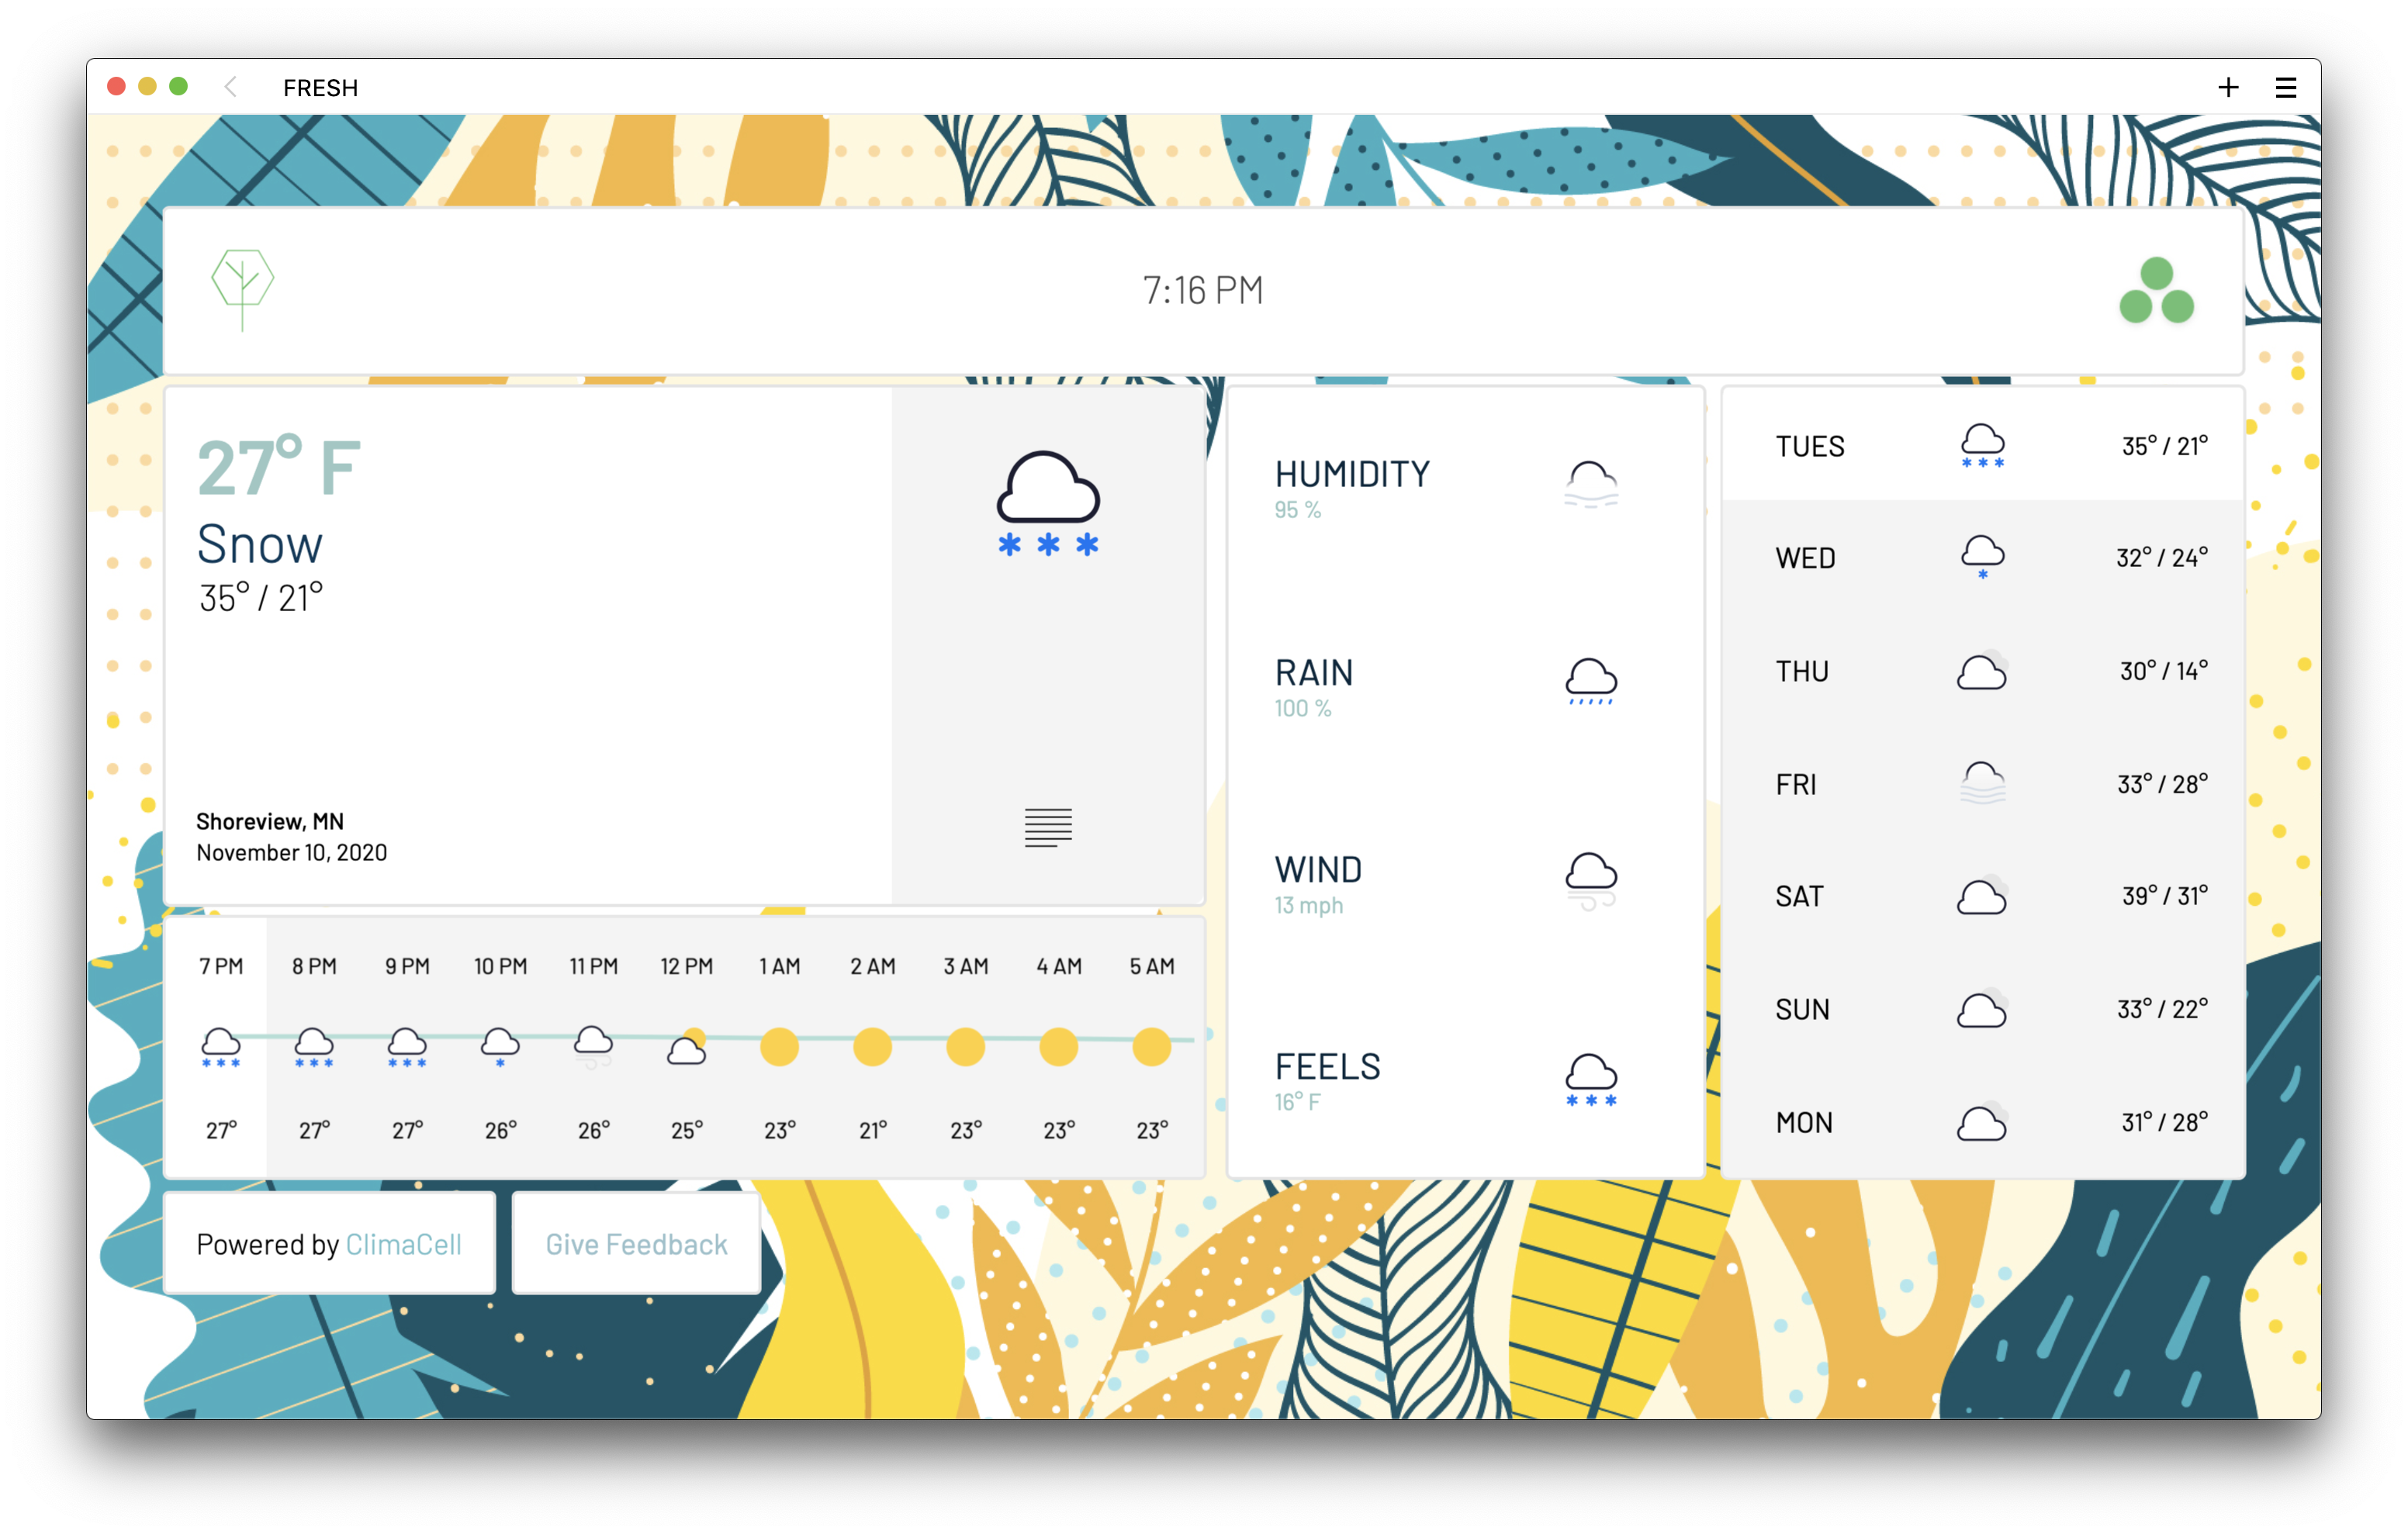 FRESH
7:16 PM
27° F
Snow
35° / 21°
Shoreview, MN
November 10, 2020
7 PM 8 PM 9 PM 10 PM 11 PM 12 PM 1 AM 2 AM 3 AM 4 AM 5 AM
27° 27° 27° 26° 26° 25° 23° 21° 23° 23° 23°
HUMIDITY
95 %
RAIN
100 %
WIND
13 mph
FEELS
16° F
TUES 35° / 21°
WED 32° / 24°
THU 30° / 14°
FRI 33° / 28°
SAT 39° / 31°
SUN 33° / 22°
MON 31° / 28°
Powered by ClimaCell
Give Feedback